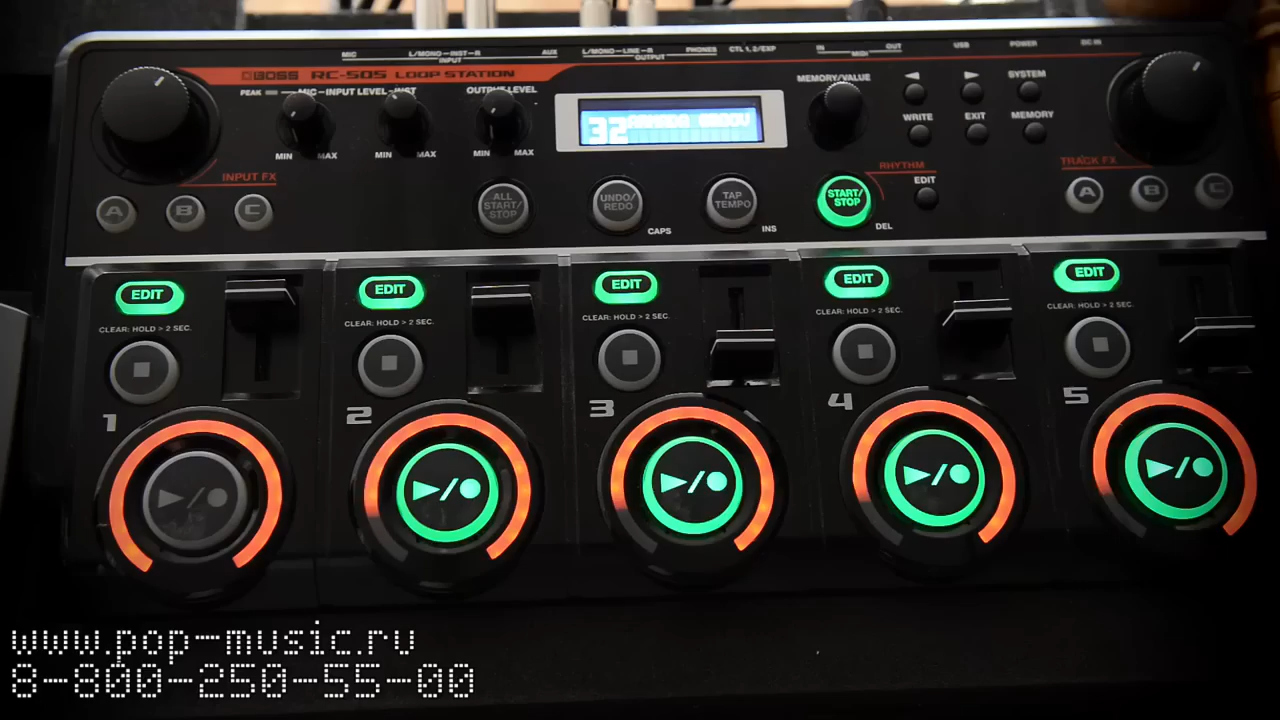 MIC L/MONO-INST-R AUX L/MONO-LINE-R PHONES CTL 1, 2/EXP IN OUT USB POWER DC IN
INPUT OUTPUT MIDI
BOSS RC-505 LOOP STATION
PEAK MIC-INPUT LEVEL-INST OUTPUT LEVEL MEMORY/VALUE ◄ ► SYSTEM
32
WRITE EXIT MEMORY
MIN MAX MIN MAX MIN MAX
INPUT FX RHYTHM TRACK FX
A B C ALL START/STOP UNDO/REDO TAP TEMPO START/STOP EDIT A B C
CAPS INS DEL
EDIT EDIT EDIT EDIT EDIT
CLEAR: HOLD > 2 SEC. CLEAR: HOLD > 2 SEC. CLEAR: HOLD > 2 SEC. CLEAR: HOLD > 2 SEC. CLEAR: HOLD > 2 SEC.
1 2 3 4 5
www.pop-music.ru
8-800-250-55-00